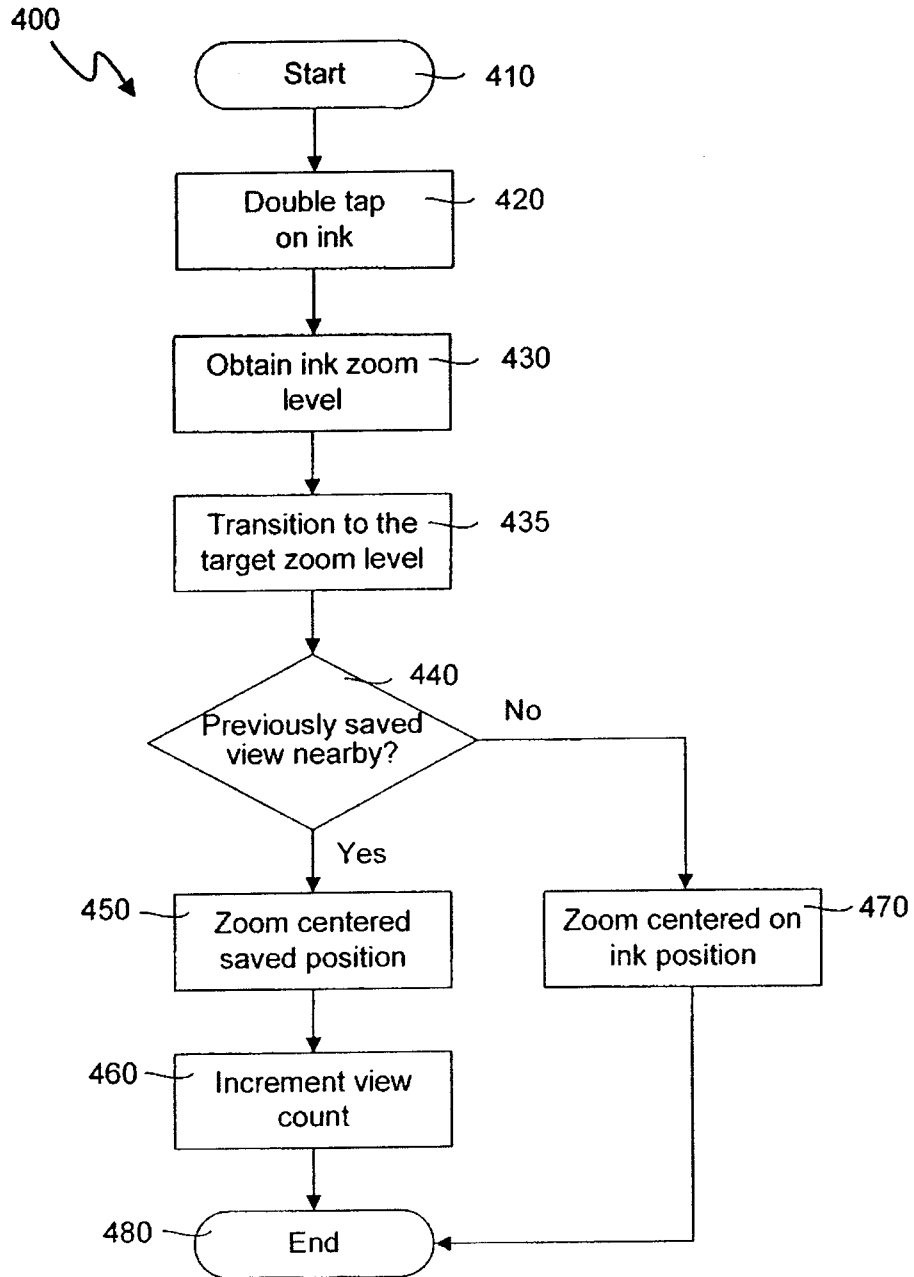 400
Start
410
Double tap
on ink
420
Obtain ink zoom
level
430
Transition to the
target zoom level
435
440
Previously saved
view nearby?
No
Yes
450
Zoom centered
saved position
Zoom centered on
ink position
470
460
Increment view
count
480
End